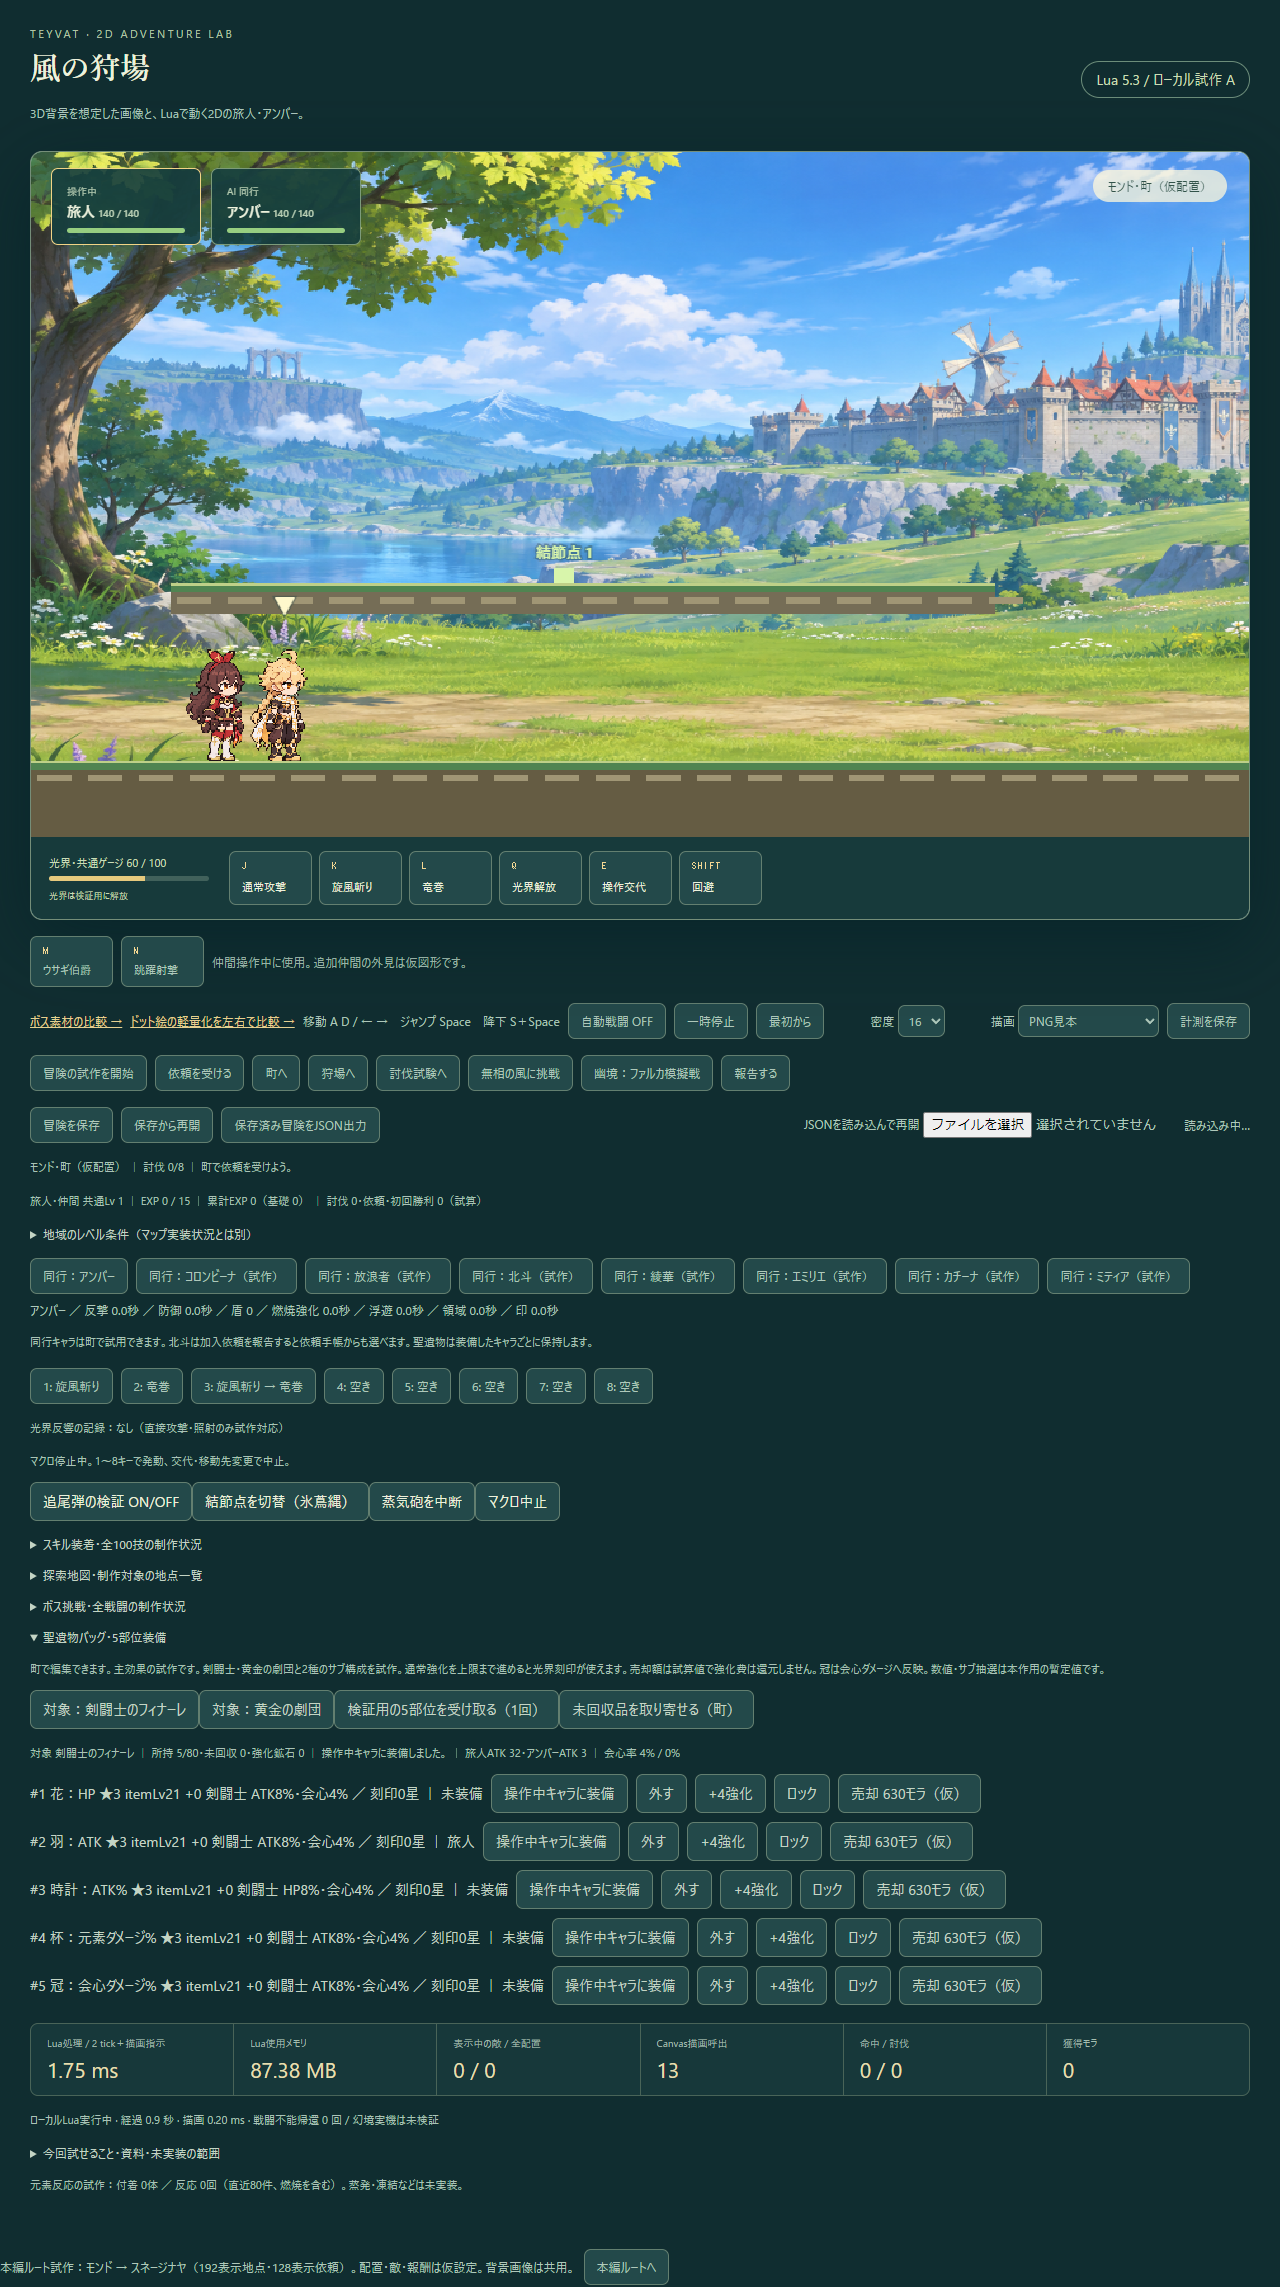 TEYVAT · 2D ADVENTURE LAB
風の狩場
Lua 5.3 / ローカル試作 A
3D背景を想定した画像と、Luaで動く2Dの旅人・アンバー。
操作中
旅人 140 / 140
AI 同行
アンバー 140 / 140
モンド・町（仮配置）
結節点 1
光界・共通ゲージ 60 / 100
光界は検証用に解放
J
通常攻撃
K
旋風斬り
L
竜巻
Q
光界解放
E
操作交代
SHIFT
回避
M
ウサギ伯爵
N
跳躍射撃
仲間操作中に使用。追加仲間の外見は仮図形です。
ボス素材の比較 → ドット絵の軽量化を左右で比較 → 移動 A D / ← → ジャンプ Space 降下 S＋Space 自動戦闘 OFF 一時停止 最初から 密度 16 描画 PNG見本 計測を保存
冒険の試作を開始 依頼を受ける 町へ 狩場へ 討伐試験へ 無相の風に挑戦 幽境：ファルカ模擬戦 報告する
冒険を保存 保存から再開 保存済み冒険をJSON出力 JSONを読み込んで再開 ファイルを選択 選択されていません 読み込み中...
モンド・町（仮配置） ｜ 討伐 0/8 ｜ 町で依頼を受けよう。
旅人・仲間 共通Lv 1 ｜ EXP 0 / 15 ｜ 累計EXP 0（基礎 0） ｜ 討伐 0・依頼・初回勝利 0（試算）
▶ 地域のレベル条件（マップ実装状況とは別）
同行：アンバー 同行：コロンビーナ（試作） 同行：放浪者（試作） 同行：北斗（試作） 同行：綾華（試作） 同行：エミリエ（試作） 同行：カチーナ（試作） 同行：ミティア（試作）
アンバー ／ 反撃 0.0秒 ／ 防御 0.0秒 ／ 盾 0 ／ 燃焼強化 0.0秒 ／ 浮遊 0.0秒 ／ 領域 0.0秒 ／ 印 0.0秒
同行キャラは町で試用できます。北斗は加入依頼を報告すると依頼手帳からも選べます。聖遺物は装備したキャラごとに保持します。
1: 旋風斬り 2: 竜巻 3: 旋風斬り → 竜巻 4: 空き 5: 空き 6: 空き 7: 空き 8: 空き
光界反響の記録：なし（直接攻撃・照射のみ試作対応）
マクロ停止中。1〜8キーで発動、交代・移動先変更で中止。
追尾弾の検証 ON/OFF 結節点を切替（氷蔦縄） 蒸気砲を中断 マクロ中止
▶ スキル装着・全100技の制作状況
▶ 探索地図・制作対象の地点一覧
▶ ボス挑戦・全戦闘の制作状況
▼ 聖遺物バッグ・5部位装備
町で編集できます。主効果の試作です。剣闘士・黄金の劇団と2種のサブ構成を試作。通常強化を上限まで進めると光界刻印が使えます。売却額は試算値で強化費は還元しません。冠は会心ダメージへ反映。数値・サブ抽選は本作用の暫定値です。
対象：剣闘士のフィナーレ 対象：黄金の劇団 検証用の5部位を受け取る（1回） 未回収品を取り寄せる（町）
対象 剣闘士のフィナーレ ｜ 所持 5/80・未回収 0・強化鉱石 0 ｜ 操作中キャラに装備しました。 ｜ 旅人ATK 32・アンバーATK 3 ｜ 会心率 4% / 0%
#1 花：HP ★3 itemLv21 +0 剣闘士 ATK8%・会心4% ／ 刻印0星 ｜ 未装備 操作中キャラに装備 外す +4強化 ロック 売却 630モラ（仮）
#2 羽：ATK ★3 itemLv21 +0 剣闘士 ATK8%・会心4% ／ 刻印0星 ｜ 旅人 操作中キャラに装備 外す +4強化 ロック 売却 630モラ（仮）
#3 時計：ATK% ★3 itemLv21 +0 剣闘士 HP8%・会心4% ／ 刻印0星 ｜ 未装備 操作中キャラに装備 外す +4強化 ロック 売却 630モラ（仮）
#4 杯：元素ダメージ% ★3 itemLv21 +0 剣闘士 ATK8%・会心4% ／ 刻印0星 ｜ 未装備 操作中キャラに装備 外す +4強化 ロック 売却 630モラ（仮）
#5 冠：会心ダメージ% ★3 itemLv21 +0 剣闘士 ATK8%・会心4% ／ 刻印0星 ｜ 未装備 操作中キャラに装備 外す +4強化 ロック 売却 630モラ（仮）
Lua処理 / 2 tick＋描画指示
1.75 ms
Lua使用メモリ
87.38 MB
表示中の敵 / 全配置
0 / 0
Canvas描画呼出
13
命中 / 討伐
0 / 0
獲得モラ
0
ローカルLua実行中 · 経過 0.9 秒 · 描画 0.20 ms · 戦闘不能帰還 0 回 / 幻境実機は未検証
▶ 今回試せること・資料・未実装の範囲
元素反応の試作：付着 0体 ／ 反応 0回（直近80件、燃焼を含む）。蒸発・凍結などは未実装。
本編ルート試作：モンド → スネージナヤ（192表示地点・128表示依頼）。配置・敵・報酬は仮設定。背景画像は共用。 本編ルートへ